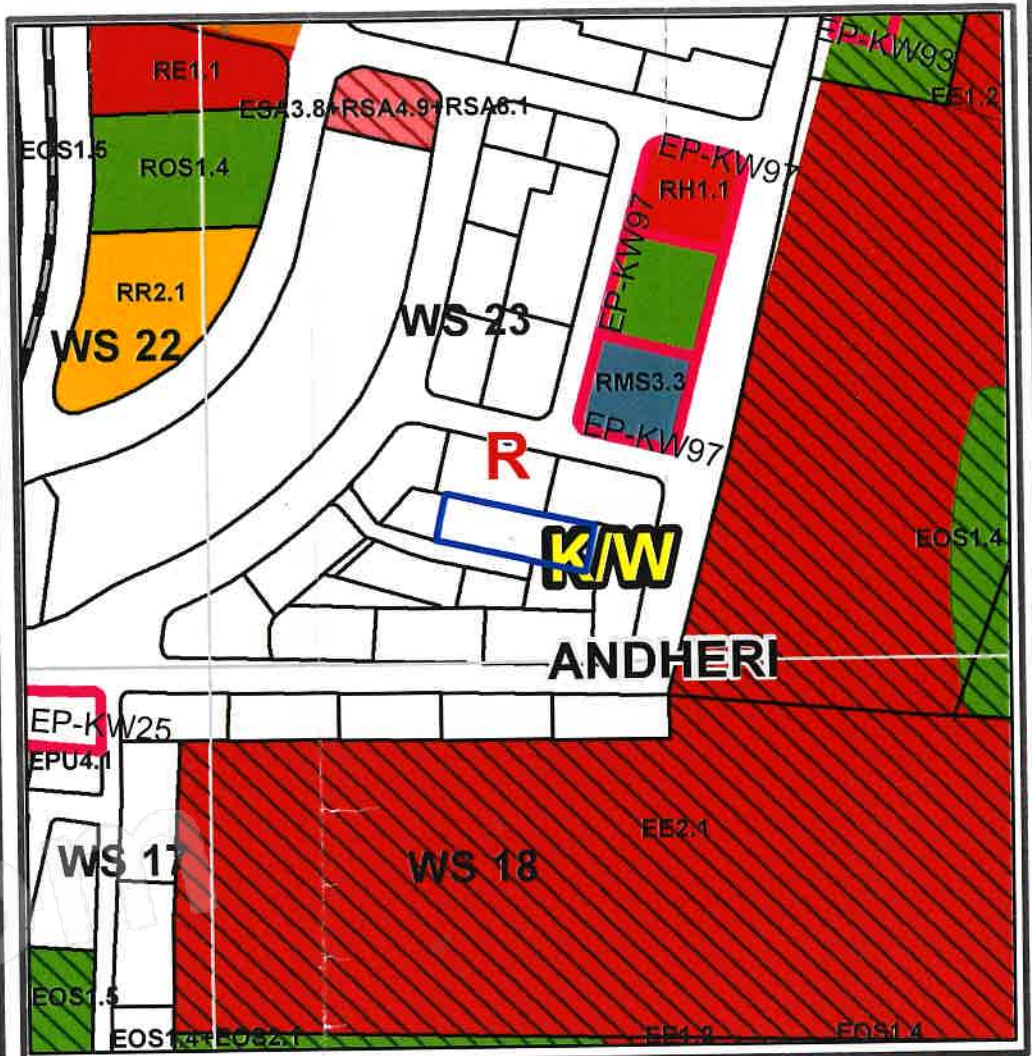 EP-KW93
RE1.1
EE1.2
ESA3.8+RSA4.9+RSA6.1
EOS1.5
ROS1.4
EP-KW97
RH1.1
EP-KW97
RR2.1
WS 23
WS 22
RMS3.3
EP-KW97
R
EOS1.4
K/W
ANDHERI
EP-KW25
EPU4.1
EE2.1
WS 17
WS 18
EOS1.5
EOS1.4+EOS2.1
EE1.2
EOS1.4